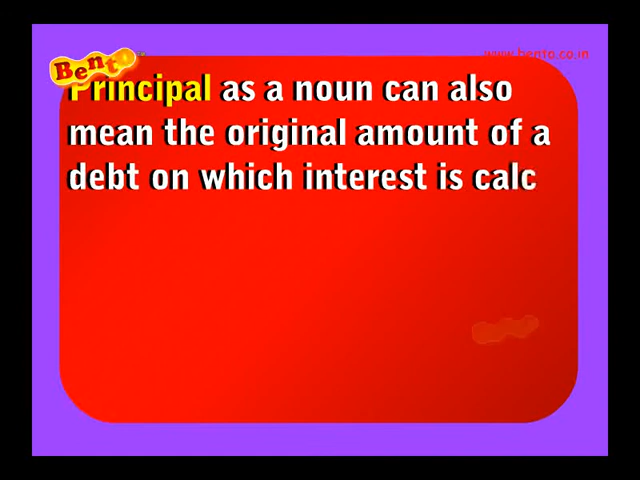 Bento
www.bento.co.in
Principal as a noun can also
mean the original amount of a
debt on which interest is calc